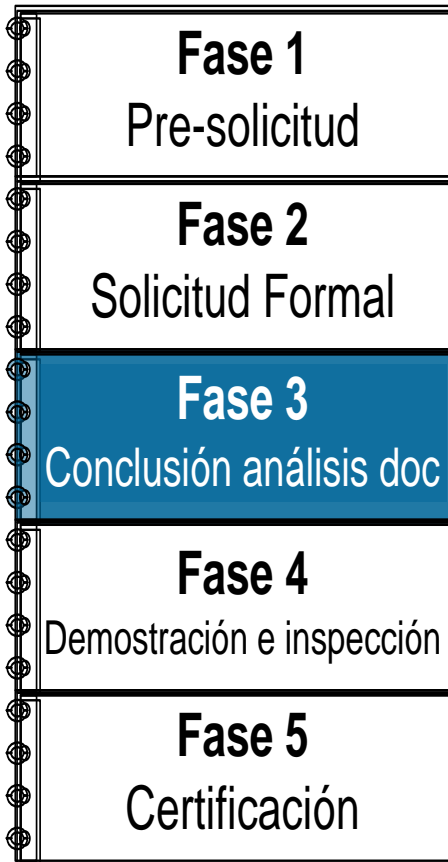 Fase 1
Pre-solicitud
Fase 2
Solicitud Formal
Fase 3
Conclusión análisis doc
Fase 4
Demostración e inspección
Fase 5
Certificación